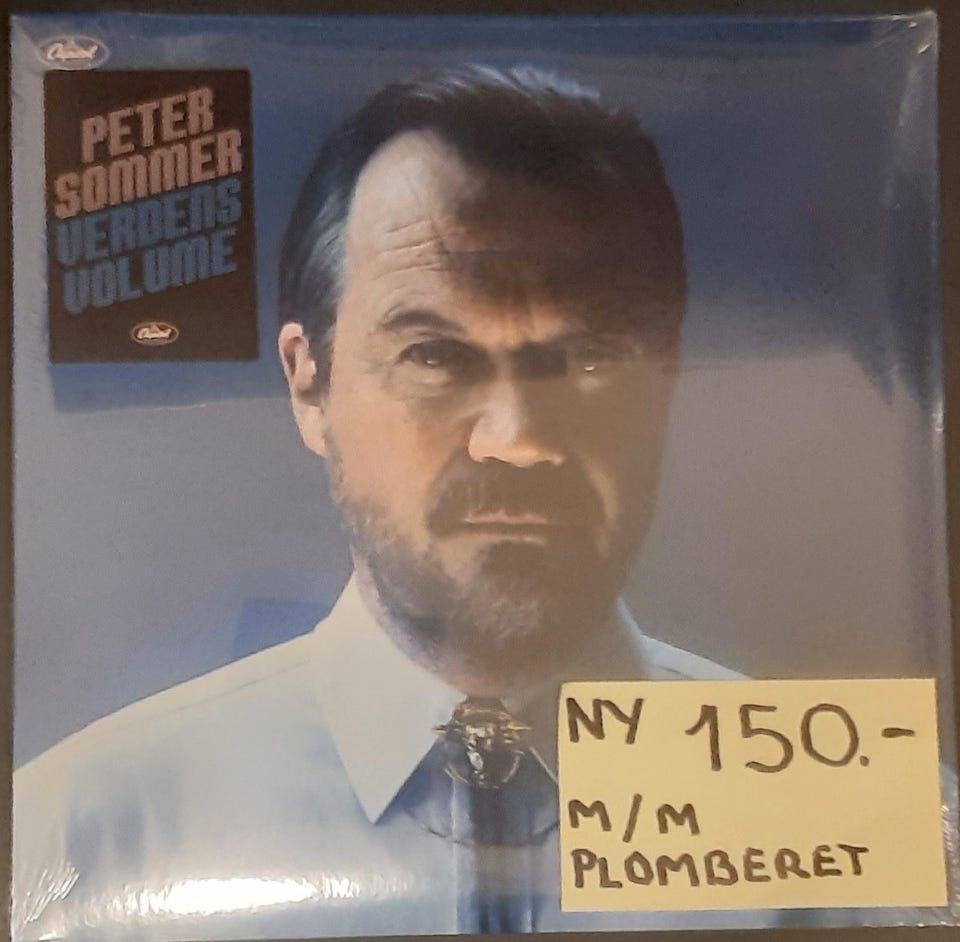 Capitol
PETER
SOMMER
VERDENS
VOLUME
Capitol
NY 150.-
M/M
PLOMBERET